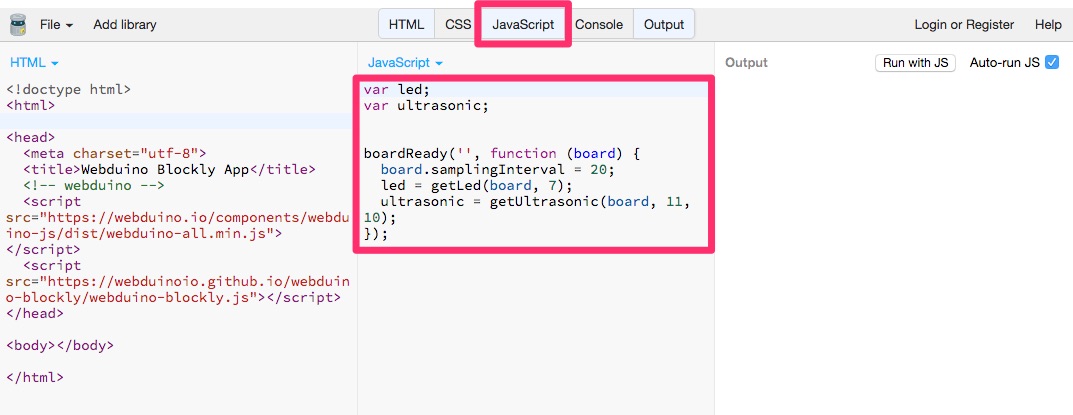 File Add library HTML CSS JavaScript Console Output Login or Register Help
HTML
<!doctype html>
<html>
<head>
<meta charset="utf-8">
<title>Webduino Blockly App</title>
<!-- webduino -->
<script
src="https://webduino.io/components/webdu
ino-js/dist/webduino-all.min.js">
</script>
<script
src="https://webduinoio.github.io/webduin
o-blockly/webduino-blockly.js"></script>
</head>
<body></body>
</html>
JavaScript
var led;
var ultrasonic;
boardReady('', function (board) {
board.samplingInterval = 20;
led = getLed(board, 7);
ultrasonic = getUltrasonic(board, 11,
10);
});
Output Run with JS Auto-run JS